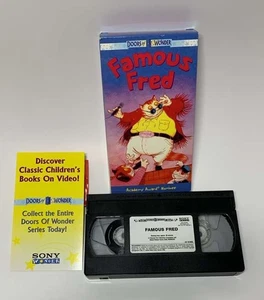 DOORS OF WONDER
Famous
Fred
Academy Award Nominee
Discover
Classic Children's
Books On Video!
DOORS OF WONDER
Collect the Entire
Doors Of Wonder
Series Today!
SONY
WONDER
FAMOUS FRED